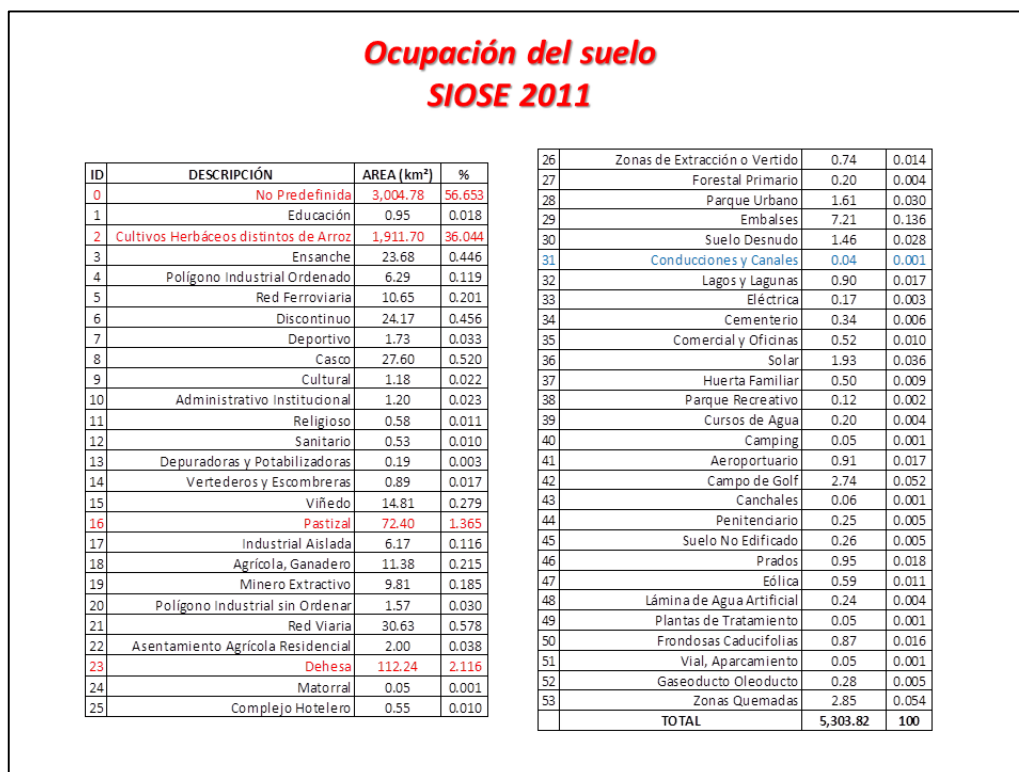 Ocupación del suelo
SIOSE 2011
ID DESCRIPCIÓN AREA (km²) %
0 No Predefinida 3,004.78 56.653
1 Educación 0.95 0.018
2 Cultivos Herbáceos distintos de Arroz 1,911.70 36.044
3 Ensanche 23.68 0.446
4 Polígono Industrial Ordenado 6.29 0.119
5 Red Ferroviaria 10.65 0.201
6 Discontinuo 24.17 0.456
7 Deportivo 1.73 0.033
8 Casco 27.60 0.520
9 Cultural 1.18 0.022
10 Administrativo Institucional 1.20 0.023
11 Religioso 0.58 0.011
12 Sanitario 0.53 0.010
13 Depuradoras y Potabilizadoras 0.19 0.003
14 Vertederos y Escombreras 0.89 0.017
15 Viñedo 14.81 0.279
16 Pastizal 72.40 1.365
17 Industrial Aislada 6.17 0.116
18 Agrícola, Ganadero 11.38 0.215
19 Minero Extractivo 9.81 0.185
20 Polígono Industrial sin Ordenar 1.57 0.030
21 Red Viaria 30.63 0.578
22 Asentamiento Agrícola Residencial 2.00 0.038
23 Dehesa 112.24 2.116
24 Matorral 0.05 0.001
25 Complejo Hotelero 0.55 0.010
26 Zonas de Extracción o Vertido 0.74 0.014
27 Forestal Primario 0.20 0.004
28 Parque Urbano 1.61 0.030
29 Embalses 7.21 0.136
30 Suelo Desnudo 1.46 0.028
31 Conducciones y Canales 0.04 0.001
32 Lagos y Lagunas 0.90 0.017
33 Eléctrica 0.17 0.003
34 Cementerio 0.34 0.006
35 Comercial y Oficinas 0.52 0.010
36 Solar 1.93 0.036
37 Huerta Familiar 0.50 0.009
38 Parque Recreativo 0.12 0.002
39 Cursos de Agua 0.20 0.004
40 Camping 0.05 0.001
41 Aeroportuario 0.91 0.017
42 Campo de Golf 2.74 0.052
43 Canchales 0.06 0.001
44 Penitenciario 0.25 0.005
45 Suelo No Edificado 0.26 0.005
46 Prados 0.95 0.018
47 Eólica 0.59 0.011
48 Lámina de Agua Artificial 0.24 0.004
49 Plantas de Tratamiento 0.05 0.001
50 Frondosas Caducifolias 0.87 0.016
51 Vial, Aparcamiento 0.05 0.001
52 Gaseoducto Oleoducto 0.28 0.005
53 Zonas Quemadas 2.85 0.054
TOTAL 5,303.82 100